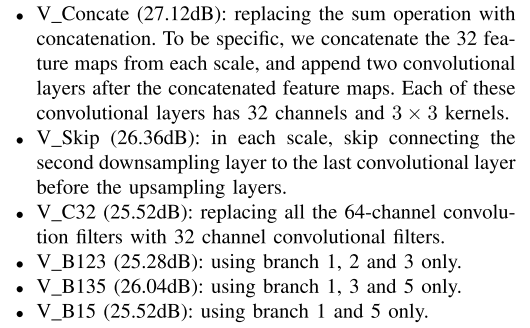 • V_Concate (27.12dB): replacing the sum operation with
concatenation. To be specific, we concatenate the 32 fea-
ture maps from each scale, and append two convolutional
layers after the concatenated feature maps. Each of these
convolutional layers has 32 channels and 3 × 3 kernels.
• V_Skip (26.36dB): in each scale, skip connecting the
second downsampling layer to the last convolutional layer
before the upsampling layers.
• V_C32 (25.52dB): replacing all the 64-channel convolu-
tion filters with 32 channel convolutional filters.
• V_B123 (25.28dB): using branch 1, 2 and 3 only.
• V_B135 (26.04dB): using branch 1, 3 and 5 only.
• V_B15 (25.52dB): using branch 1 and 5 only.